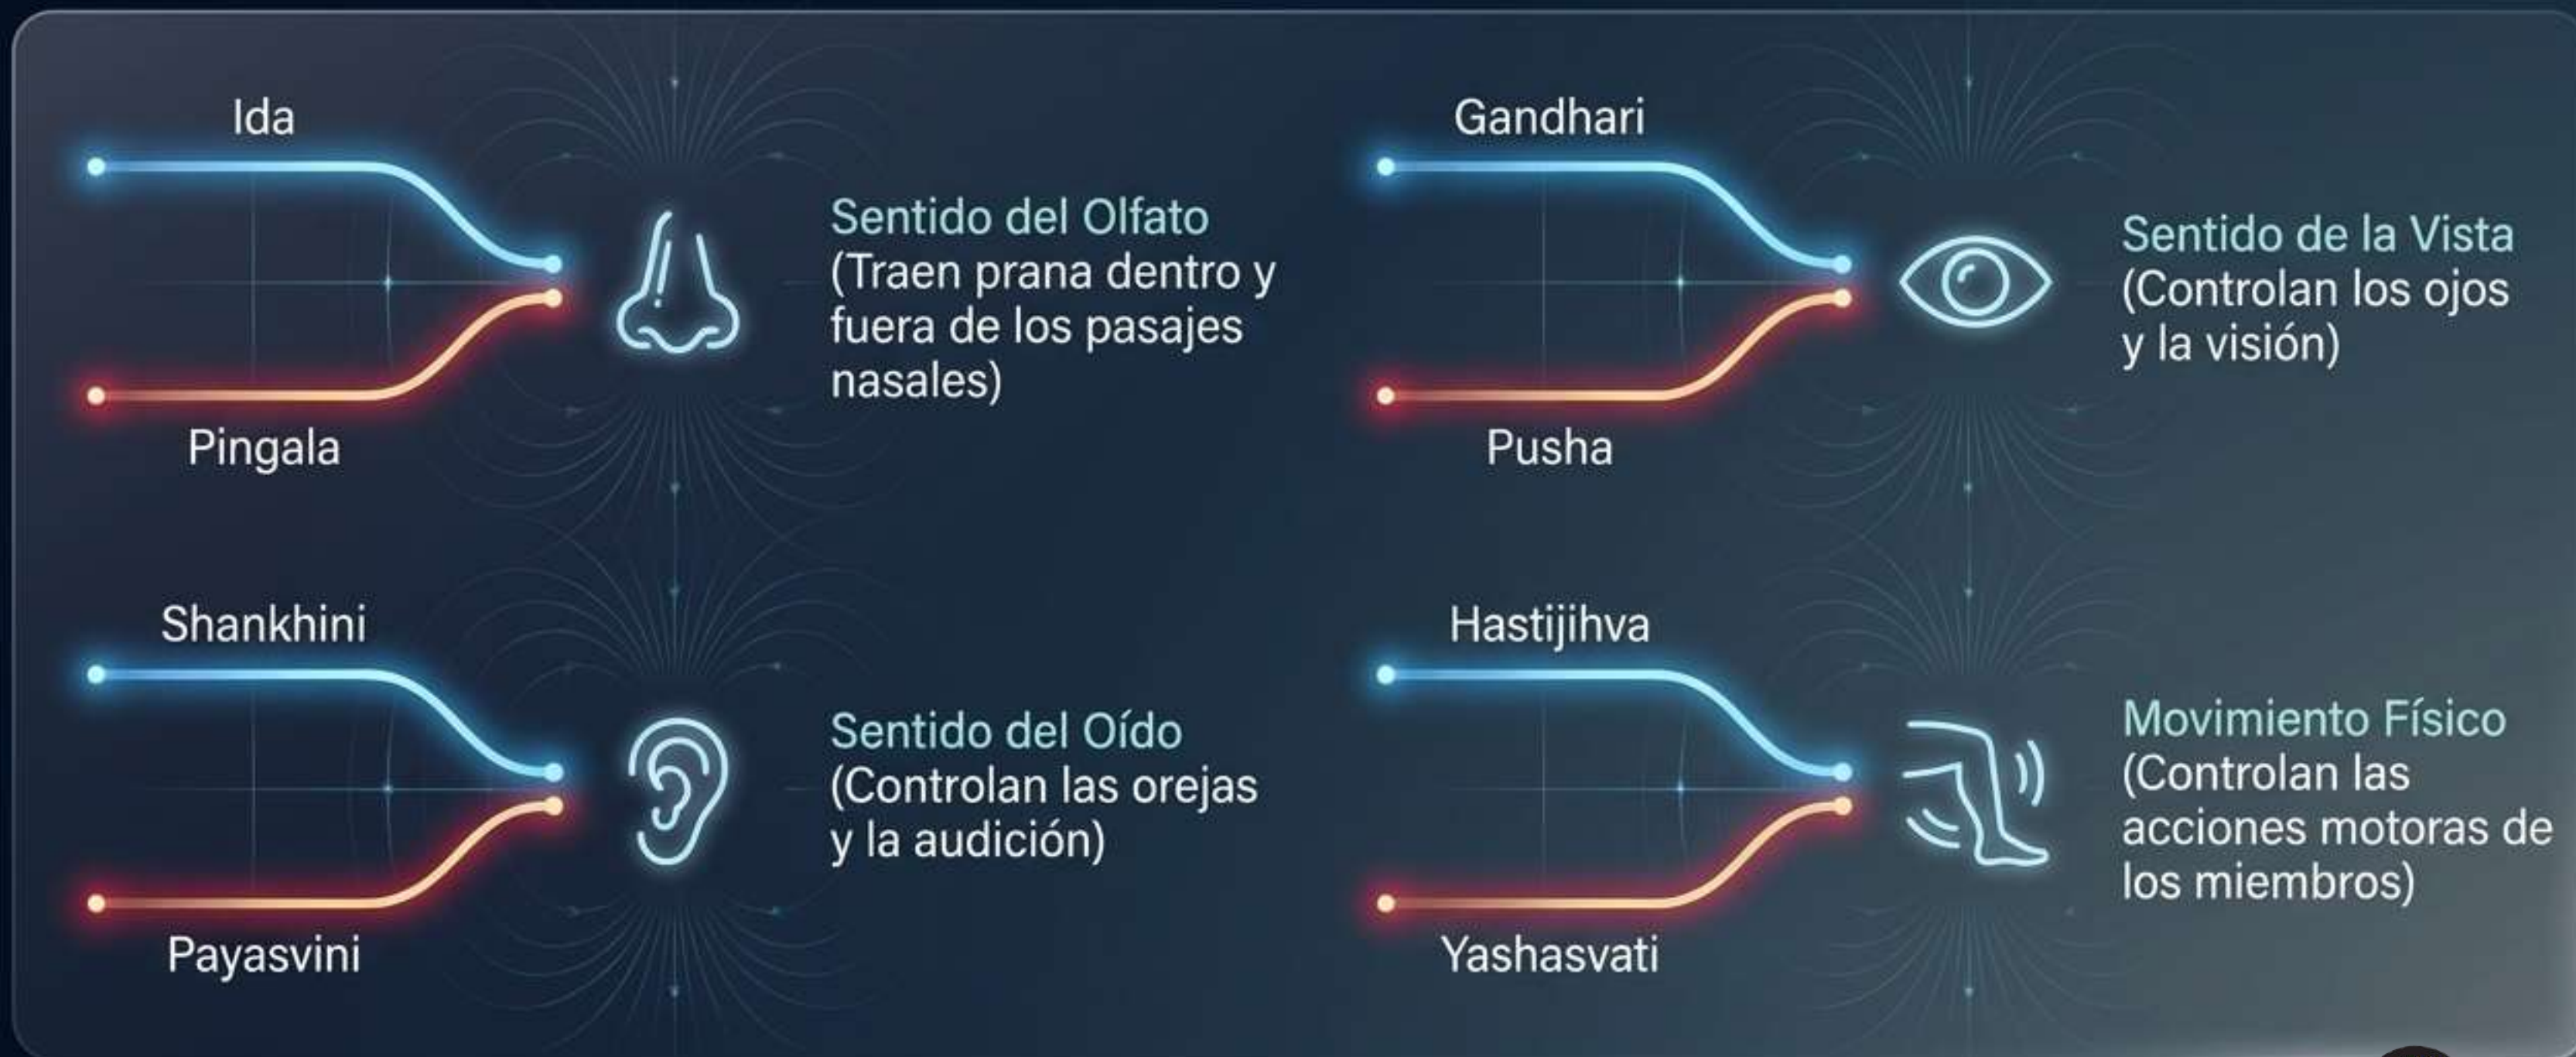 Ida
Pingala
Sentido del Olfato
(Traen prana dentro y
fuera de los pasajes
nasales)
Gandhari
Pusha
Sentido de la Vista
(Controlan los ojos
y la visión)
Shankhini
Payasvini
Sentido del Oído
(Controlan las orejas
y la audición)
Hastijihva
Yashasvati
Movimiento Físico
(Controlan las
acciones motoras de
los miembros)